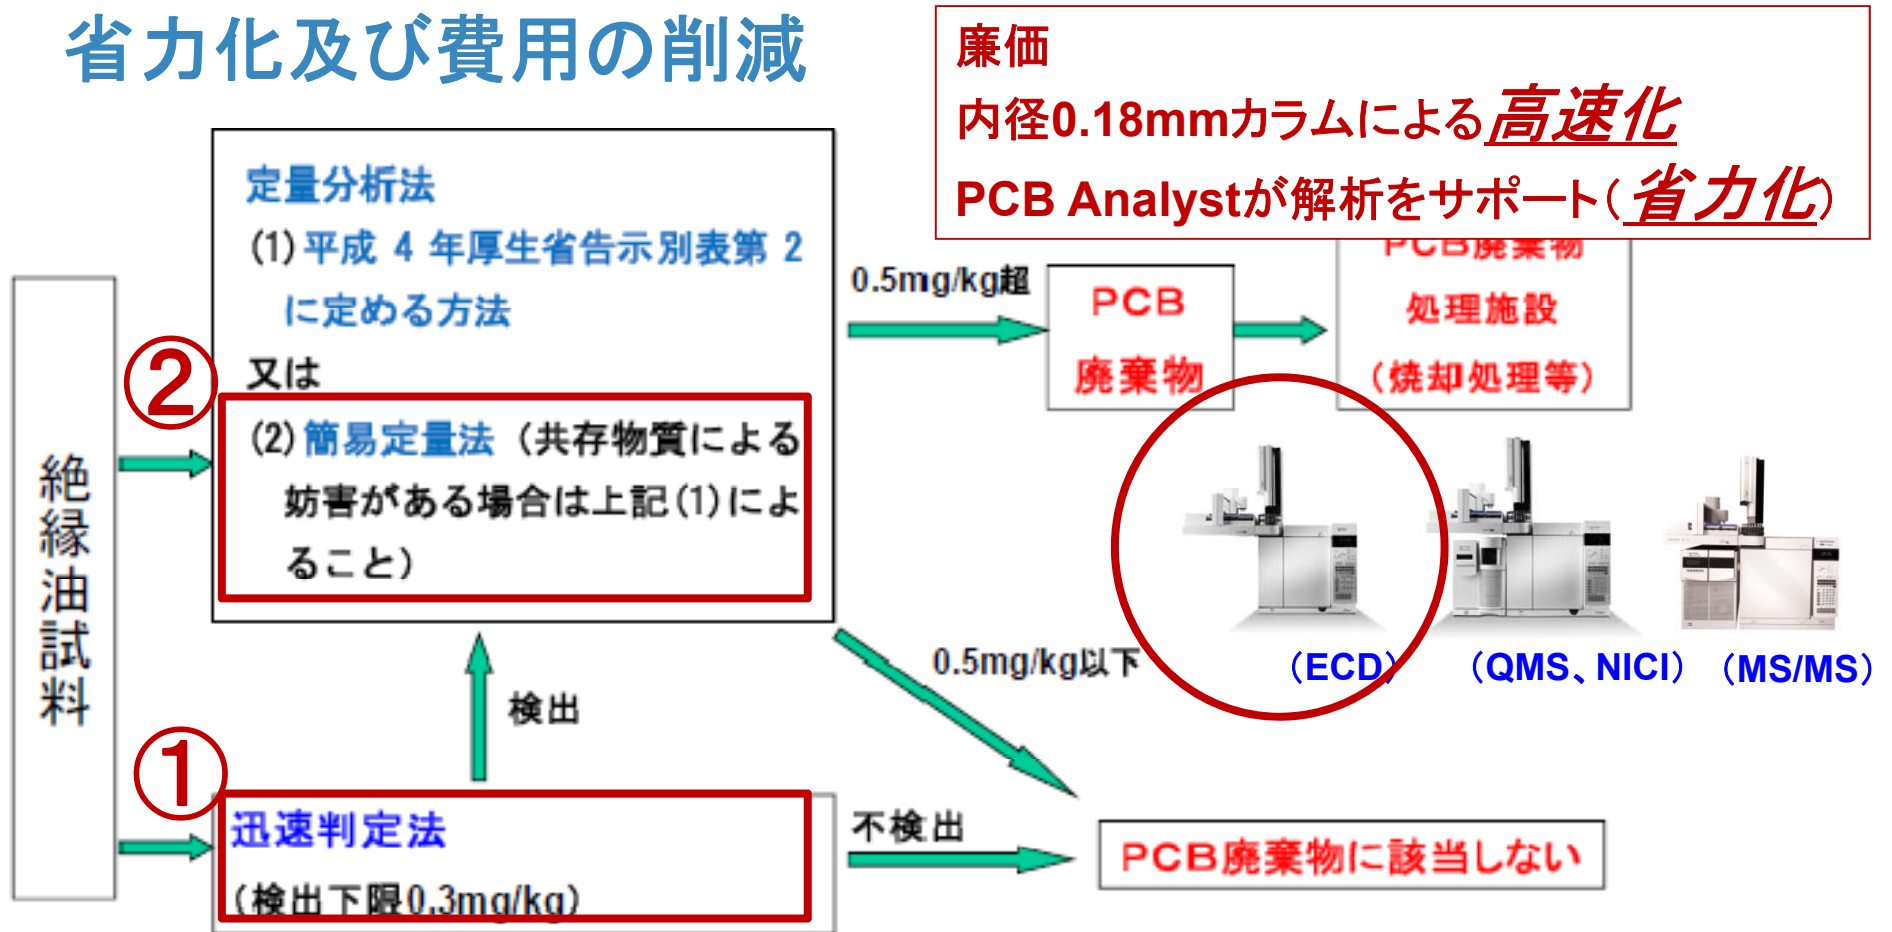 省力化及び費用の削減
廉価
内径0.18mmカラムによる高速化
PCB Analystが解析をサポート（省力化）
定量分析法
(1)平成 4 年厚生省告示別表第 2
に定める方法
又は
②
(2)簡易定量法（共存物質による
妨害がある場合は上記(1)によ
ること）
0.5mg/kg超
PCB
廃棄物
PCB廃棄物
処理施設
（焼却処理等）
絶縁油試料
（ECD）
（QMS、NICI）
（MS/MS）
0.5mg/kg以下
検出
①
迅速判定法
（検出下限0.3mg/kg）
不検出
PCB廃棄物に該当しない